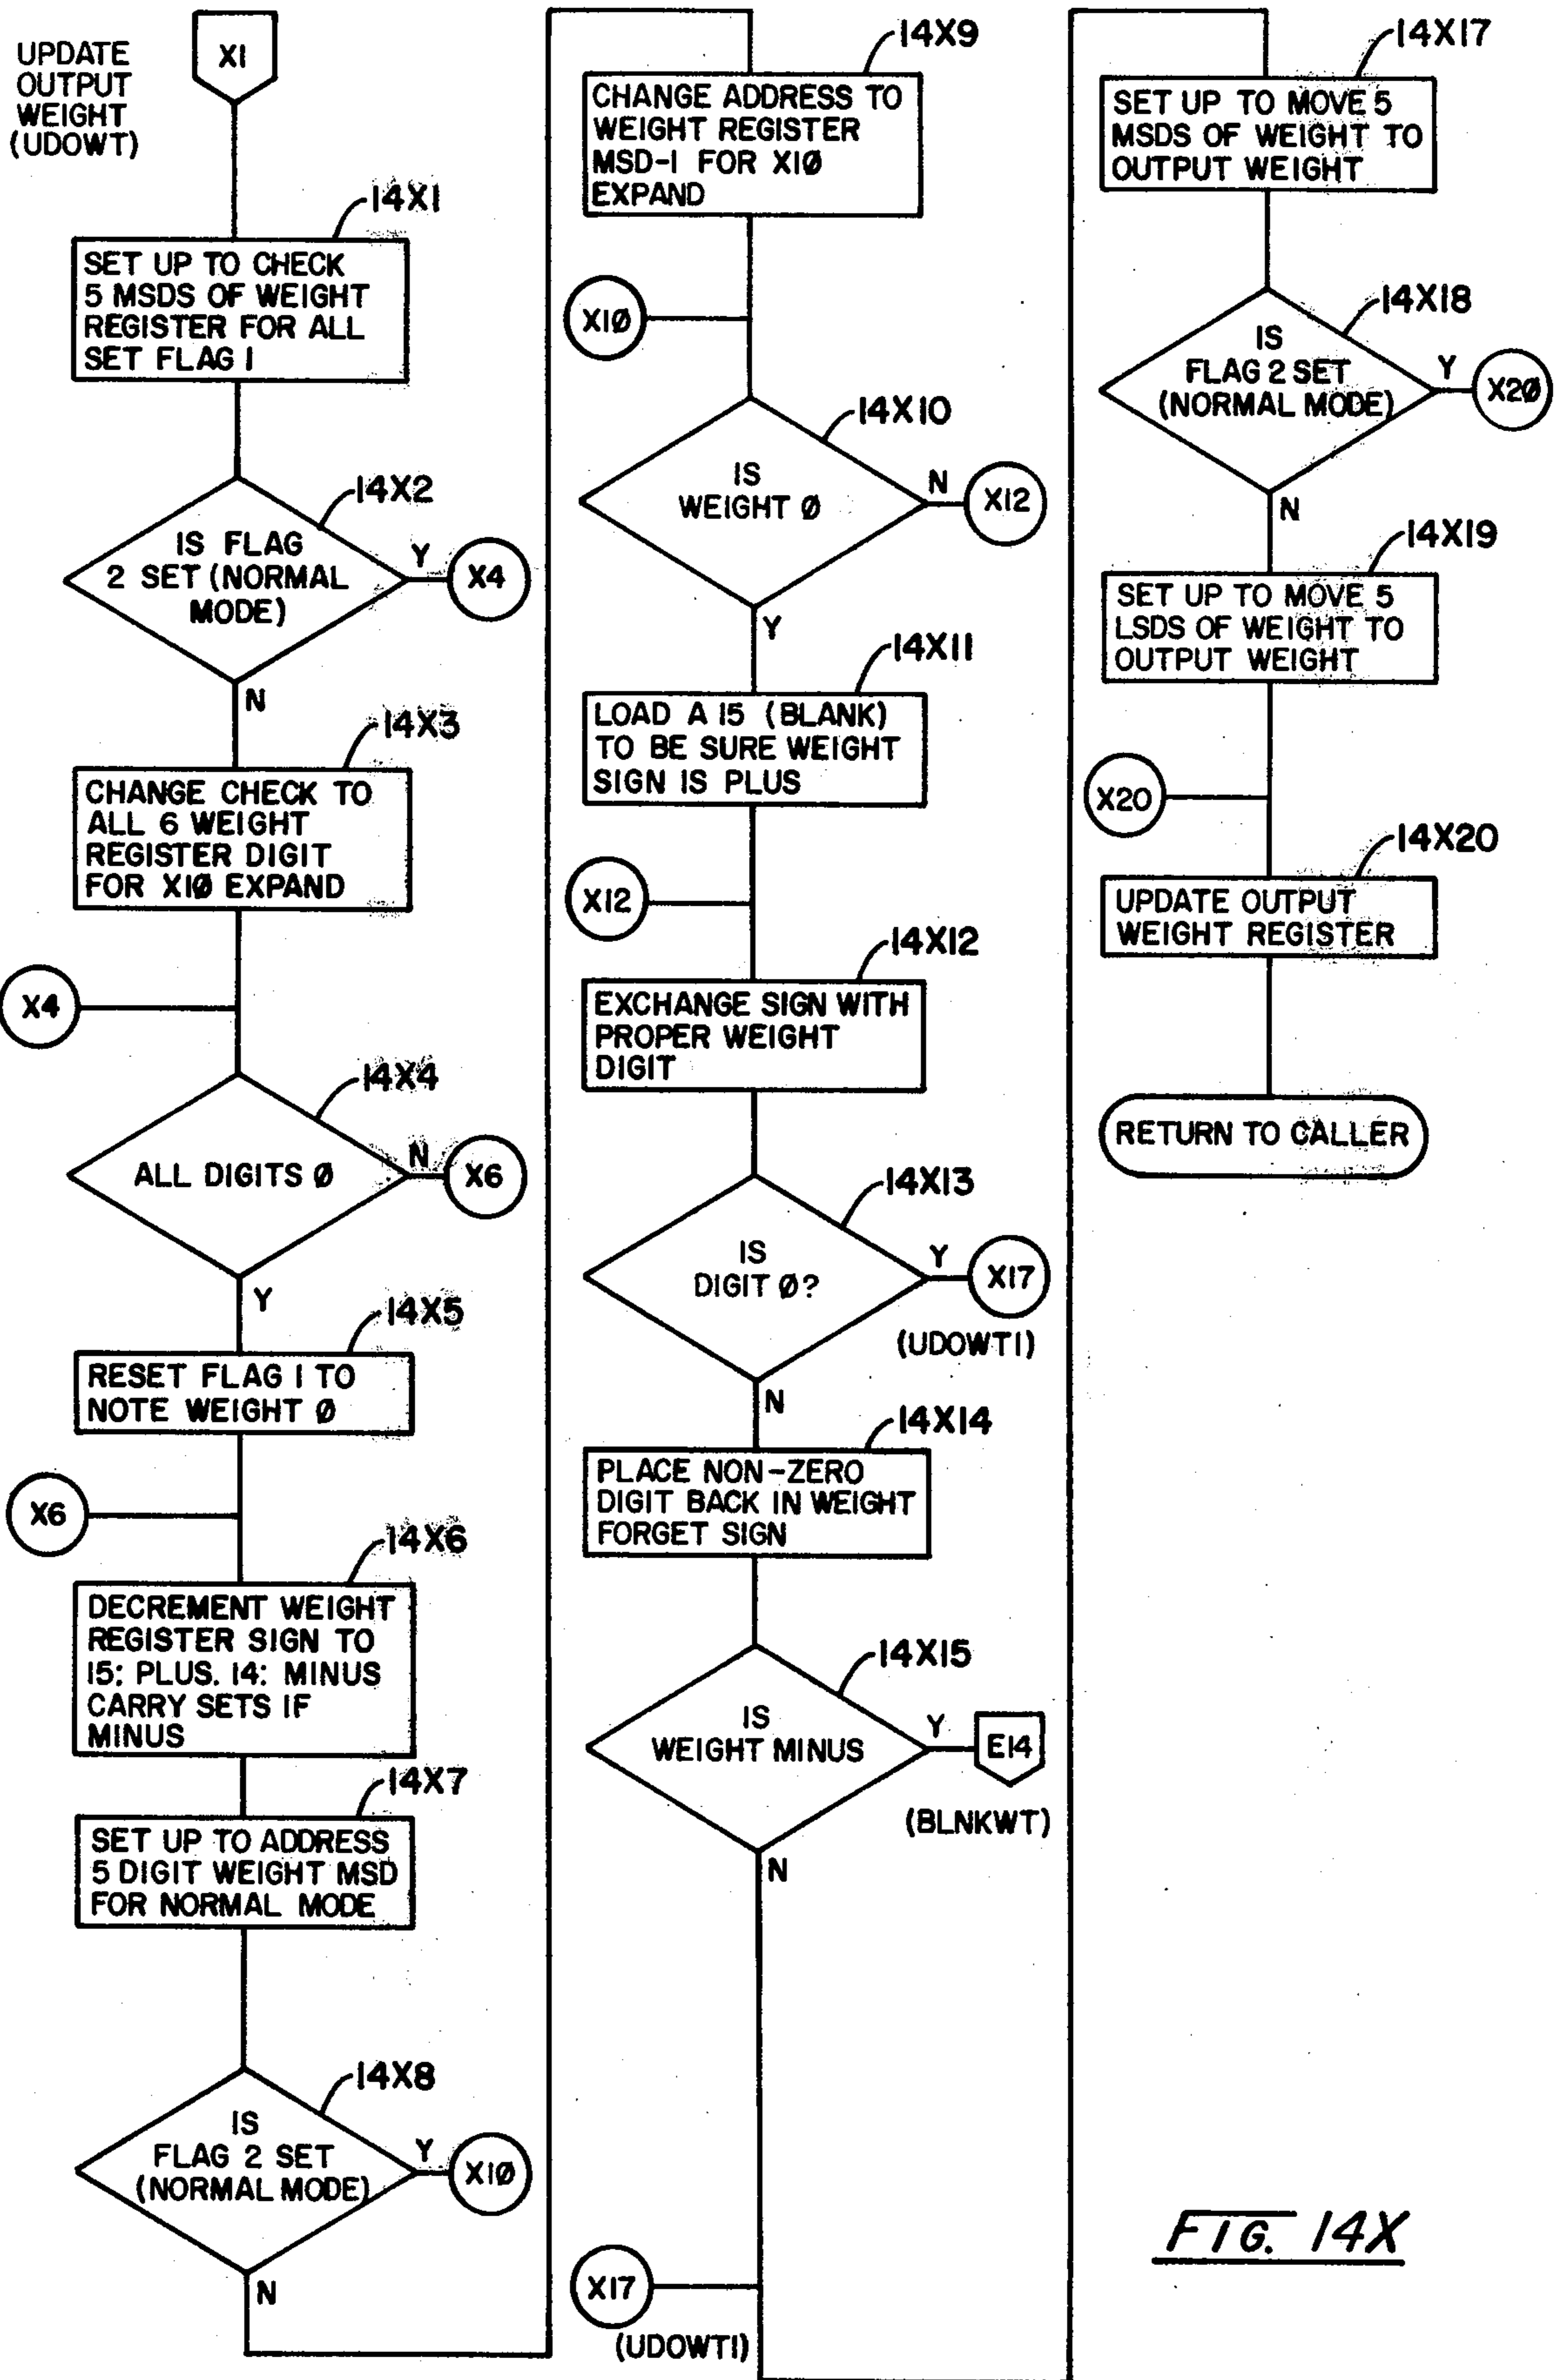 UPDATE
OUTPUT
WEIGHT
(UDOWT)
X1
14X1
SET UP TO CHECK
5 MSDS OF WEIGHT
REGISTER FOR ALL
SET FLAG 1
14X2
IS FLAG
2 SET (NORMAL
MODE)
Y
X4
N
14X3
CHANGE CHECK TO
ALL 6 WEIGHT
REGISTER DIGIT
FOR X1Ø EXPAND
X4
14X4
ALL DIGITS Ø
N
X6
Y
14X5
RESET FLAG 1 TO
NOTE WEIGHT Ø
X6
14X6
DECREMENT WEIGHT
REGISTER SIGN TO
15: PLUS. 14: MINUS
CARRY SETS IF
MINUS
14X7
SET UP TO ADDRESS
5 DIGIT WEIGHT MSD
FOR NORMAL MODE
14X8
IS
FLAG 2 SET
(NORMAL MODE)
Y
X1Ø
N
14X9
CHANGE ADDRESS TO
WEIGHT REGISTER
MSD-1 FOR X1Ø
EXPAND
X1Ø
14X10
IS
WEIGHT Ø
N
X12
Y
14X11
LOAD A 15 (BLANK)
TO BE SURE WEIGHT
SIGN IS PLUS
X12
14X12
EXCHANGE SIGN WITH
PROPER WEIGHT
DIGIT
14X13
IS
DIGIT Ø?
Y
X17
(UDOWT1)
N
14X14
PLACE NON-ZERO
DIGIT BACK IN WEIGHT
FORGET SIGN
14X15
IS
WEIGHT MINUS
Y
E14
(BLNKWT)
N
X17
(UDOWT1)
14X17
SET UP TO MOVE 5
MSDS OF WEIGHT TO
OUTPUT WEIGHT
14X18
IS
FLAG 2 SET
(NORMAL MODE)
Y
X2Ø
N
14X19
SET UP TO MOVE 5
LSDS OF WEIGHT TO
OUTPUT WEIGHT
X20
14X20
UPDATE OUTPUT
WEIGHT REGISTER
RETURN TO CALLER
FIG. 14X